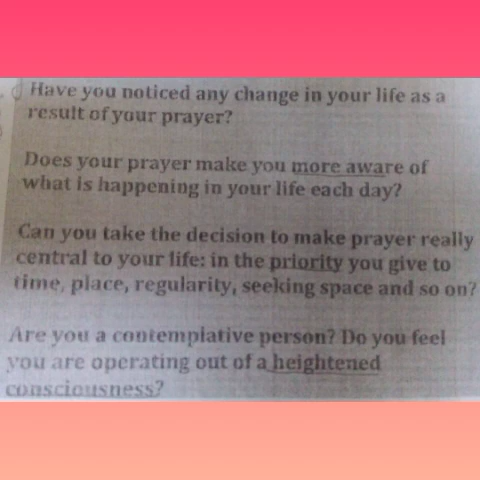 Have you noticed any change in your life as a
result of your prayer?
Does your prayer make you more aware of
what is happening in your life each day?
Can you take the decision to make prayer really
central to your life: in the priority you give to
time, place, regularity, seeking space and so on?
Are you a contemplative person? Do you feel
you are operating out of a heightened
consciousness?